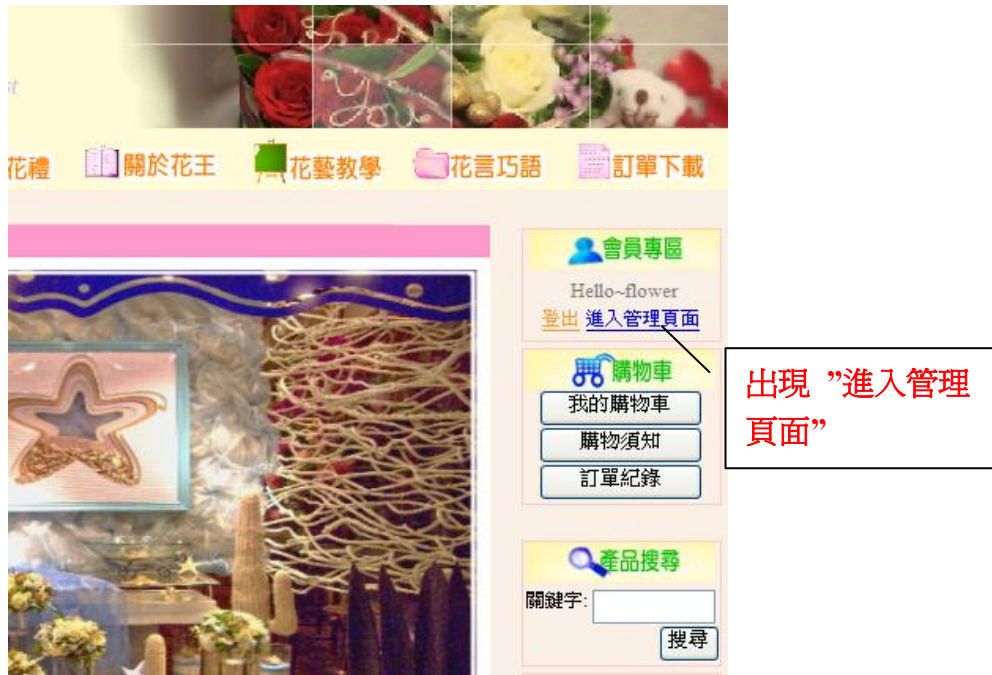 st
花禮 關於花王 花藝教學 花言巧語 訂單下載
會員專區
Hello~flower
登出 進入管理頁面
購物車
我的購物車
購物須知
訂單紀錄
產品搜尋
關鍵字:
搜尋
出現 ”進入管理
頁面”